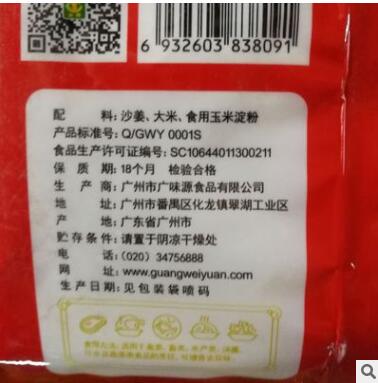 6 932603 838091
配 料: 沙姜、大米、食用玉米淀粉
产品标准号: Q/GWY 0001S
食品生产许可证编号: SC10644011300211
保 质 期: 18个月 检验合格
生 产 商: 广州市广味源食品有限公司
地 址: 广州市番禺区化龙镇翠湖工业区
产 地: 广东省广州市
贮存条件: 请置于阴凉干燥处
电 话: (020) 34756888
网 址: www.guangweiyuan.com
生产日期: 见包装袋喷码